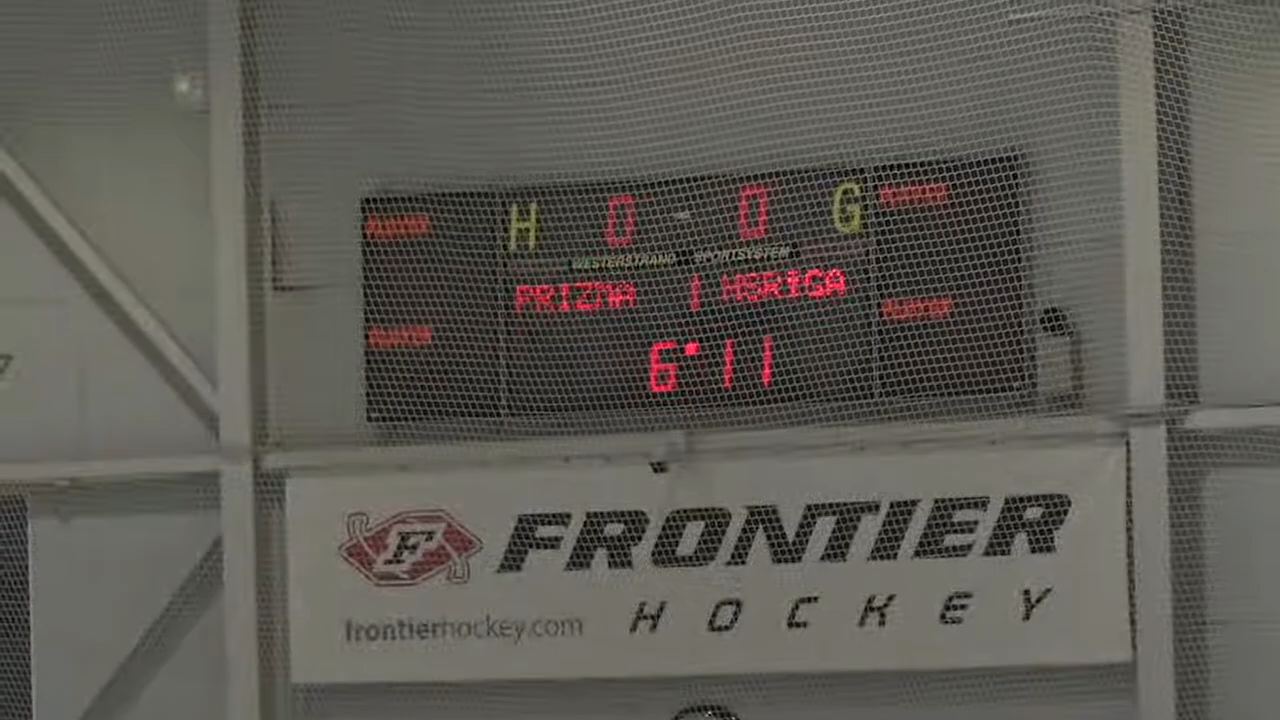 H 0 - 0 G
WESTERSTRAND SPORTSYSTEM
PRIZMA 1 HSRIGA
6:11
F
FRONTIER
HOCKEY
frontierhockey.com